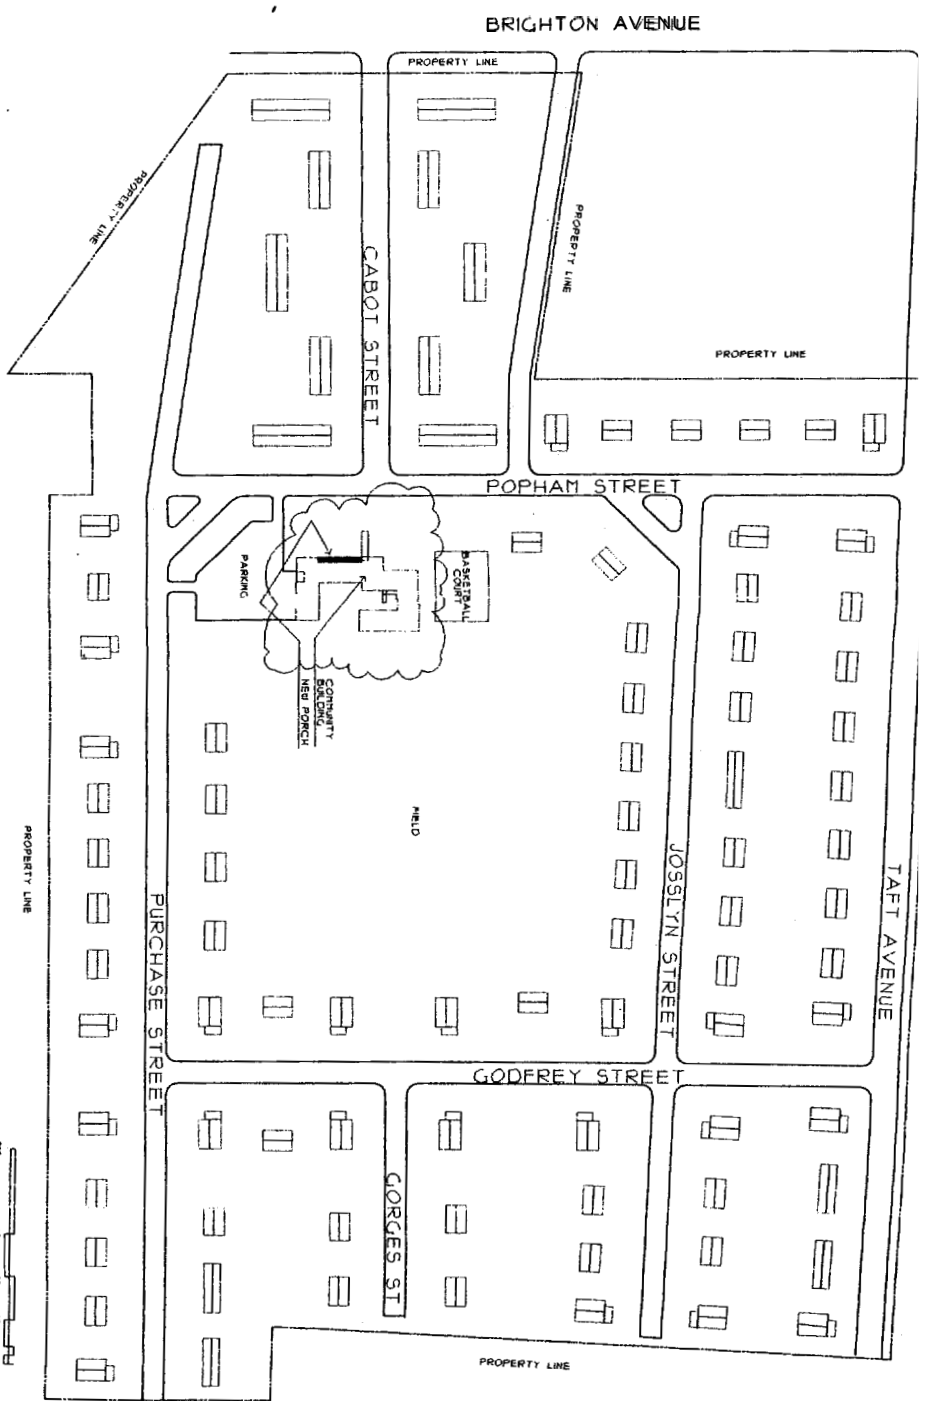 BRIGHTON AVENUE
PROPERTY LINE
PROPERTY LINE
PROPERTY LINE
CABOT STREET
PROPERTY LINE
POPHAM STREET
PARKING
BASKETBALL
COURT
COMMUNITY
BUILDING
NEW PORCH
FIELD
PROPERTY LINE
PURCHASE STREET
JOSSLYN STREET
TAFT AVENUE
GODFREY STREET
GORGES ST
PROPERTY LINE